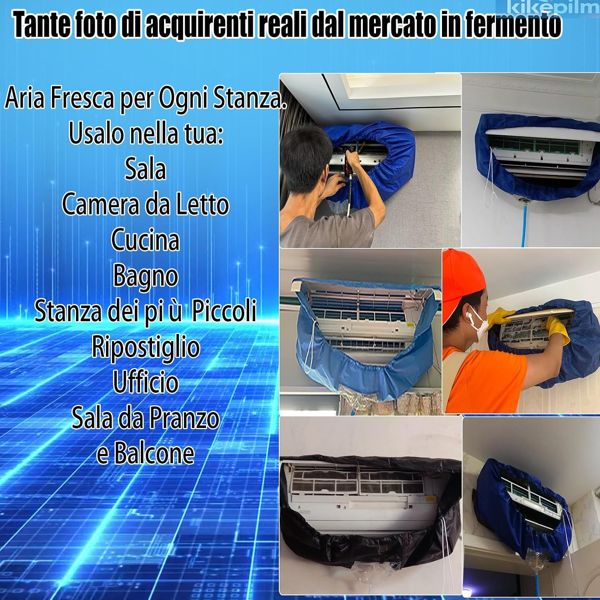 kikepilm
Tante foto di acquirenti reali dal mercato in fermento
Aria Fresca per Ogni Stanza.
Usalo nella tua:
Sala
Camera da Letto
Cucina
Bagno
Stanza dei pi ù Piccoli
Ripostiglio
Ufficio
Sala da Pranzo
e Balcone